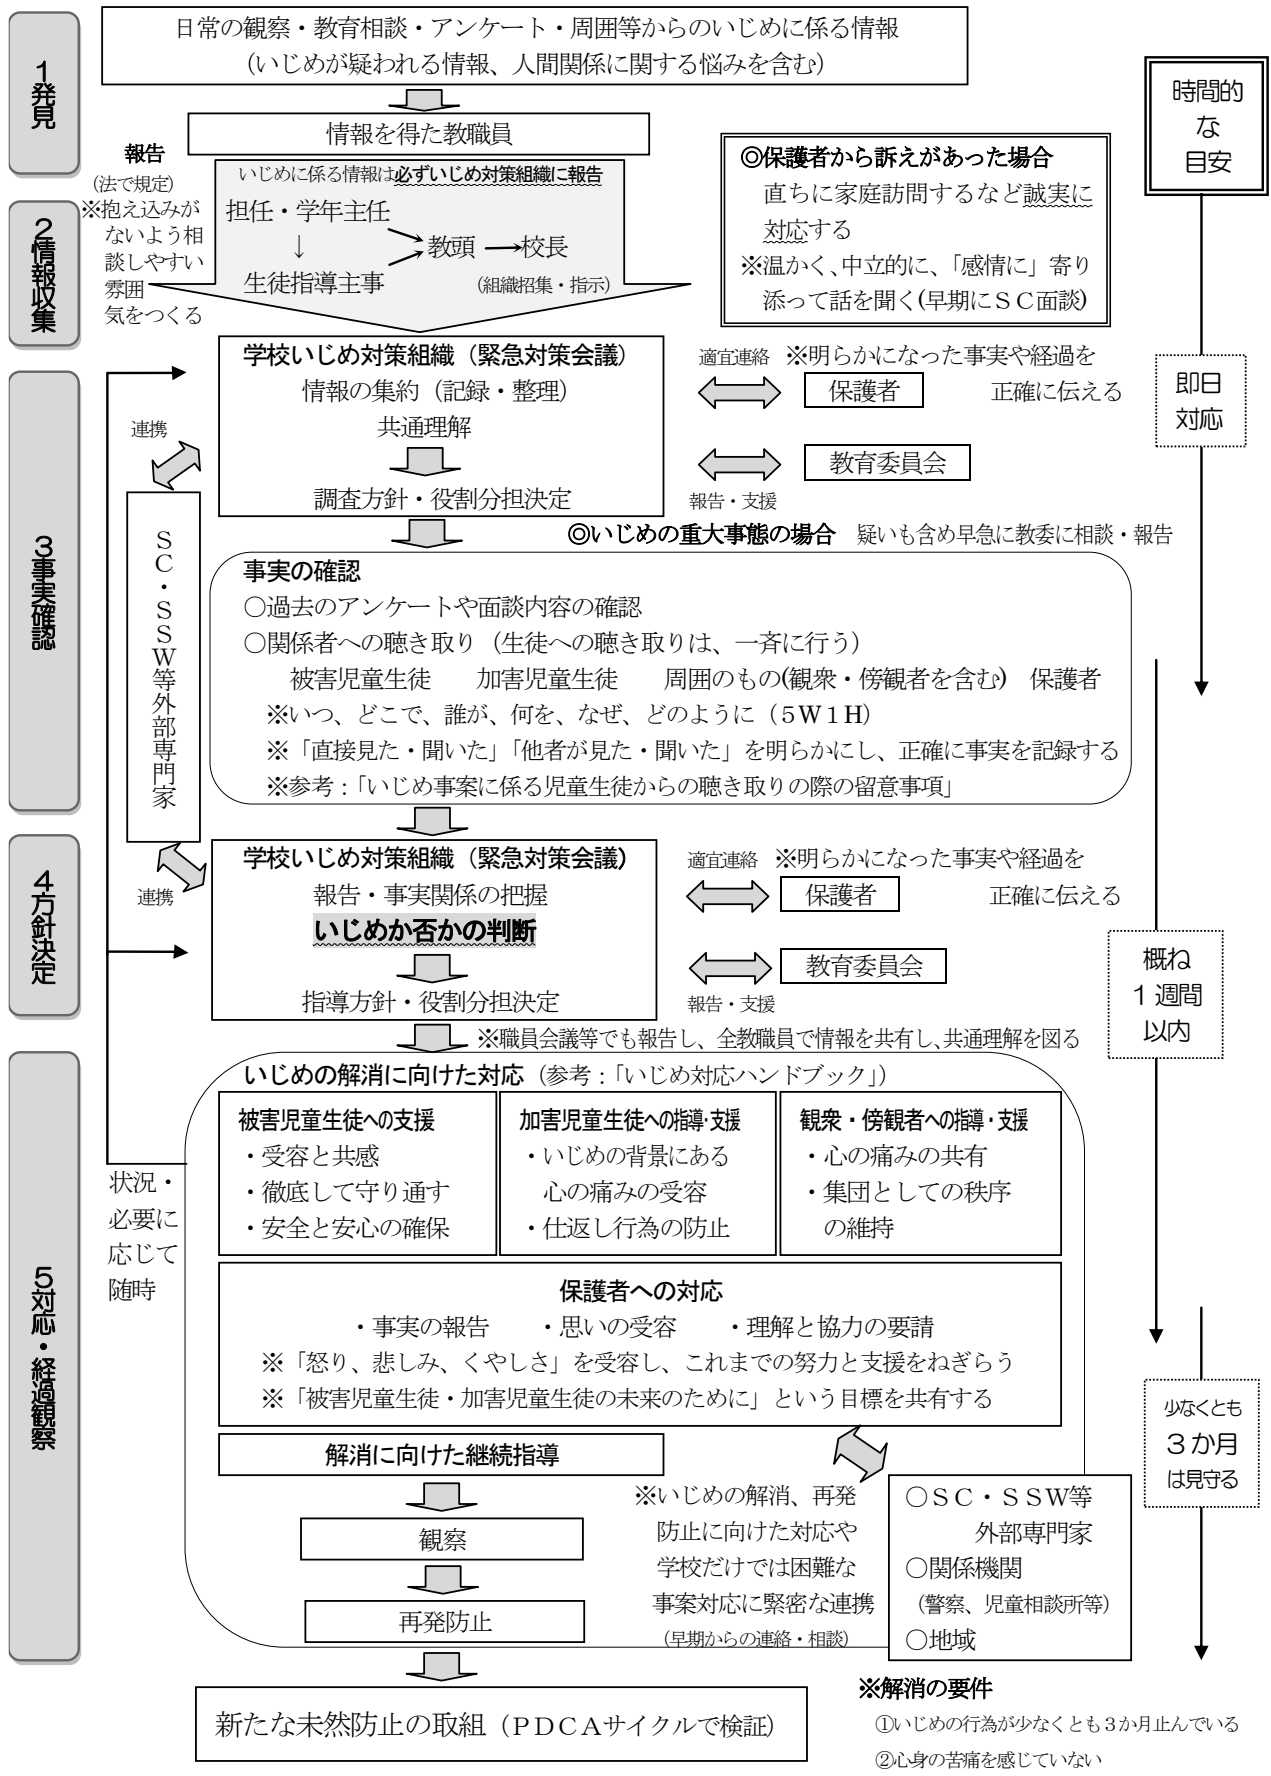 1発見
日常の観察・教育相談・アンケート・周囲等からのいじめに係る情報
(いじめが疑われる情報、人間関係に関する悩みを含む)
情報を得た教職員
時間的
な
目安
報告
(法で規定)
※抱え込みが
ないよう相
談しやすい
雰囲
気をつくる
2情報収集
いじめに係る情報は必ずいじめ対策組織に報告
担任・学年主任
↓
生徒指導主事
教頭
校長
(組織招集・指示)
◎保護者から訴えがあった場合
直ちに家庭訪問するなど誠実に
対応する
※温かく、中立的に、「感情に」寄り
添って話を聞く(早期にSC面談)
3事実確認
学校いじめ対策組織（緊急対策会議）
情報の集約（記録・整理）
共通理解
調査方針・役割分担決定
適宜連絡
※明らかになった事実や経過を
正確に伝える
保護者
教育委員会
報告・支援
即日
対応
連携
SC・SSW等外部専門家
◎いじめの重大事態の場合　疑いも含め早急に教委に相談・報告
事実の確認
○過去のアンケートや面談内容の確認
○関係者への聴き取り（生徒への聴き取りは、一斉に行う）
被害児童生徒　加害児童生徒　周囲のもの(観衆・傍観者を含む)　保護者
※いつ、どこで、誰が、何を、なぜ、どのように（５W１H）
※「直接見た・聞いた」「他者が見た・聞いた」を明らかにし、正確に事実を記録する
※参考：「いじめ事案に係る児童生徒からの聴き取りの際の留意事項」
4方針決定
連携
学校いじめ対策組織（緊急対策会議）
報告・事実関係の把握
いじめか否かの判断
指導方針・役割分担決定
適宜連絡
※明らかになった事実や経過を
正確に伝える
保護者
教育委員会
報告・支援
概ね
１週間
以内
※職員会議等でも報告し、全教職員で情報を共有し、共通理解を図る
5対応・経過観察
状況・
必要に
応じて
随時
いじめの解消に向けた対応（参考：「いじめ対応ハンドブック」）
被害児童生徒への支援
・受容と共感
・徹底して守り通す
・安全と安心の確保
加害児童生徒への指導・支援
・いじめの背景にある
心の痛みの受容
・仕返し行為の防止
観衆・傍観者への指導・支援
・心の痛みの共有
・集団としての秩序
の維持
保護者への対応
・事実の報告　・思いの受容　・理解と協力の要請
※「怒り、悲しみ、くやしさ」を受容し、これまでの努力と支援をねぎらう
※「被害児童生徒・加害児童生徒の未来のために」という目標を共有する
少なくとも
３か月
は見守る
解消に向けた継続指導
観察
再発防止
※いじめの解消、再発
防止に向けた対応や
学校だけでは困難な
事案対応に緊密な連携
(早期からの連絡・相談)
○SC・SSW等
外部専門家
○関係機関
(警察、児童相談所等)
○地域
新たな未然防止の取組（PDCAサイクルで検証）
※解消の要件
①いじめの行為が少なくとも３か月止んでいる
②心身の苦痛を感じていない